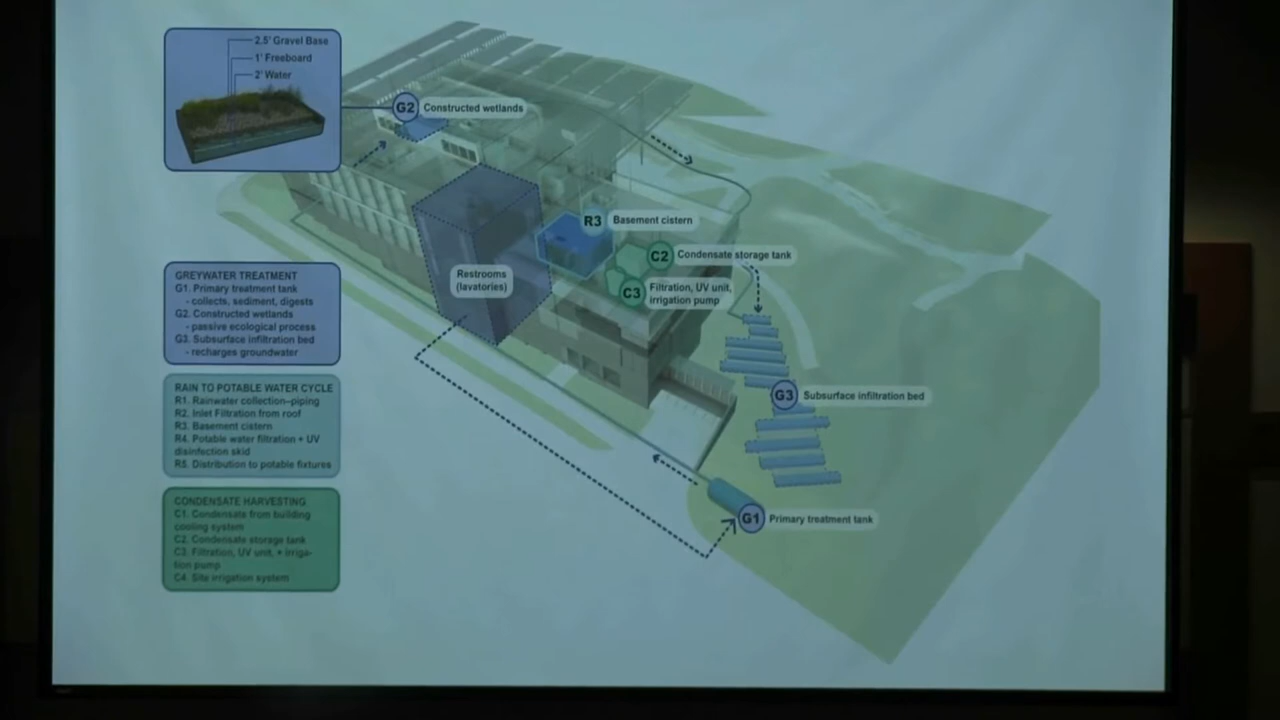 2.5' Gravel Base
1' Freeboard
2' Water
G2
Constructed wetlands
R3
Basement cistern
C2
Condensate storage tank
C3
Filtration, UV unit,
irrigation pump
Restrooms
(lavatories)
G3
Subsurface infiltration bed
G1
Primary treatment tank
GREYWATER TREATMENT
G1. Primary treatment tank
- collects, sediment, digests
G2. Constructed wetlands
- passive ecological process
G3. Subsurface infiltration bed
- recharges groundwater
RAIN TO POTABLE WATER CYCLE
R1. Rainwater collection–piping
R2. Inlet Filtration from roof
R3. Basement cistern
R4. Potable water filtration + UV
disinfection skid
R5. Distribution to potable fixtures
CONDENSATE HARVESTING
C1. Condensate from building
cooling system
C2. Condensate storage tank
C3. Filtration, UV unit, + irriga-
tion pump
C4. Site irrigation system